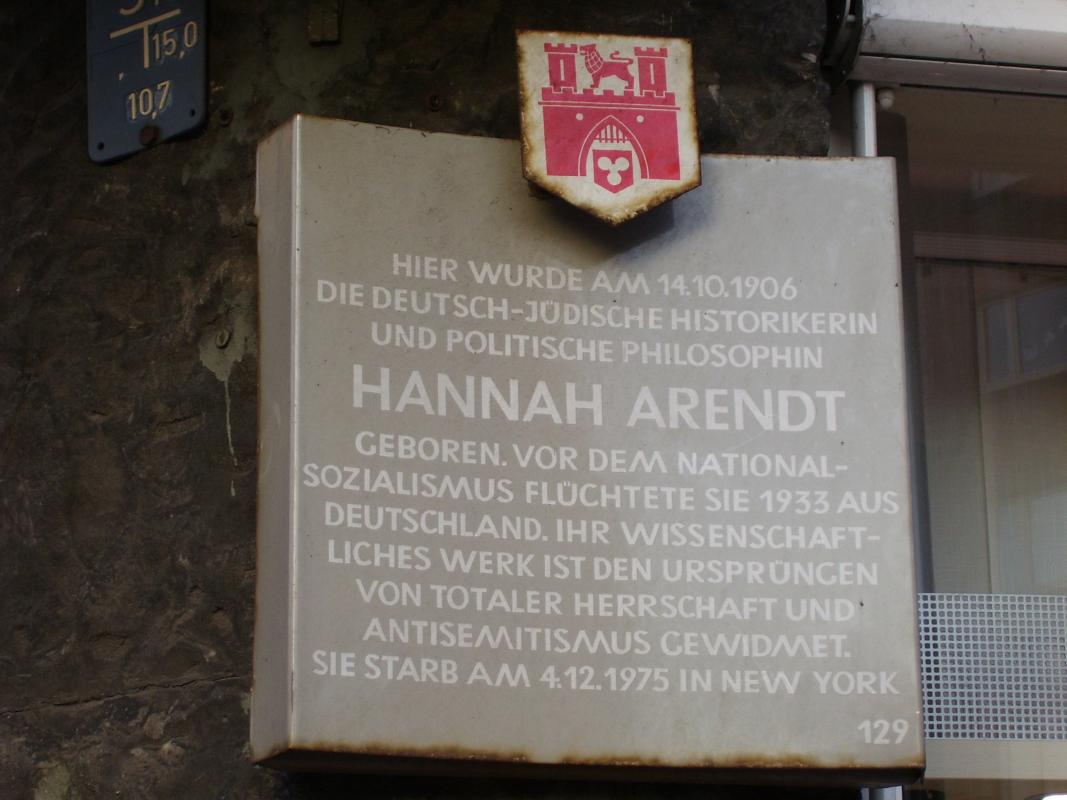 T 15,0
10,7
HIER WURDE AM 14.10.1906
DIE DEUTSCH-JÜDISCHE HISTORIKERIN
UND POLITISCHE PHILOSOPHIN
HANNAH ARENDT
GEBOREN. VOR DEM NATIONAL-
SOZIALISMUS FLÜCHTETE SIE 1933 AUS
DEUTSCHLAND. IHR WISSENSCHAFT-
LICHES WERK IST DEN URSPRÜNGEN
VON TOTALER HERRSCHAFT UND
ANTISEMITISMUS GEWIDMET.
SIE STARB AM 4.12.1975 IN NEW YORK
129